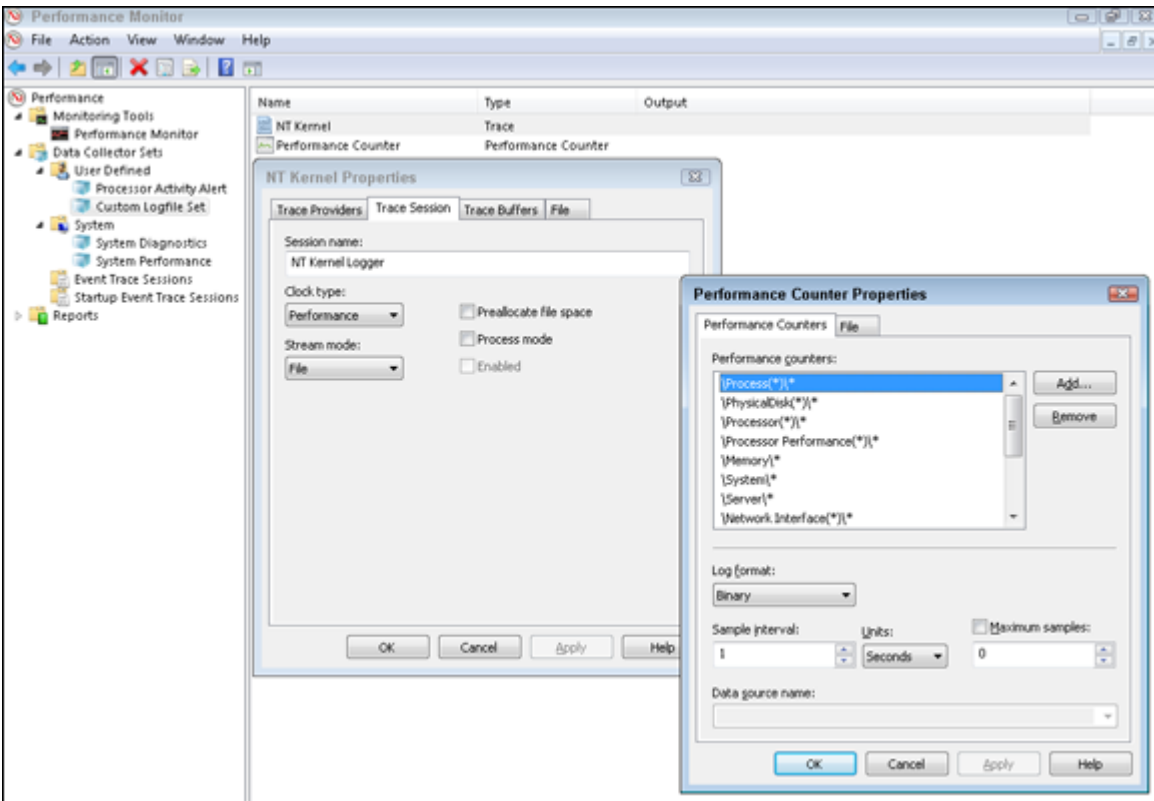 Performance Monitor
File Action View Window Help
Performance
Monitoring Tools
Performance Monitor
Data Collector Sets
User Defined
Processor Activity Alert
Custom Logfile Set
System
System Diagnostics
System Performance
Event Trace Sessions
Startup Event Trace Sessions
Reports
Name Type Output
NT Kernel Trace
Performance Counter Performance Counter
NT Kernel Properties
Trace Providers Trace Session Trace Buffers File
Session name:
NT Kernel Logger
Clock type:
Performance
Preallocate file space
Process mode
Stream mode:
File
Enabled
OK Cancel Apply Help
Performance Counter Properties
Performance Counters File
Performance counters:
\Process(*)\*
\PhysicalDisk(*)\*
\Processor(*)\*
\Processor Performance(*)\*
\Memory\*
\System\*
\Server\*
\Network Interface(*)\*
Add...
Remove
Log format:
Binary
Sample interval: Units: Maximum samples:
1 Seconds 0
Data source name:
OK Cancel Apply Help